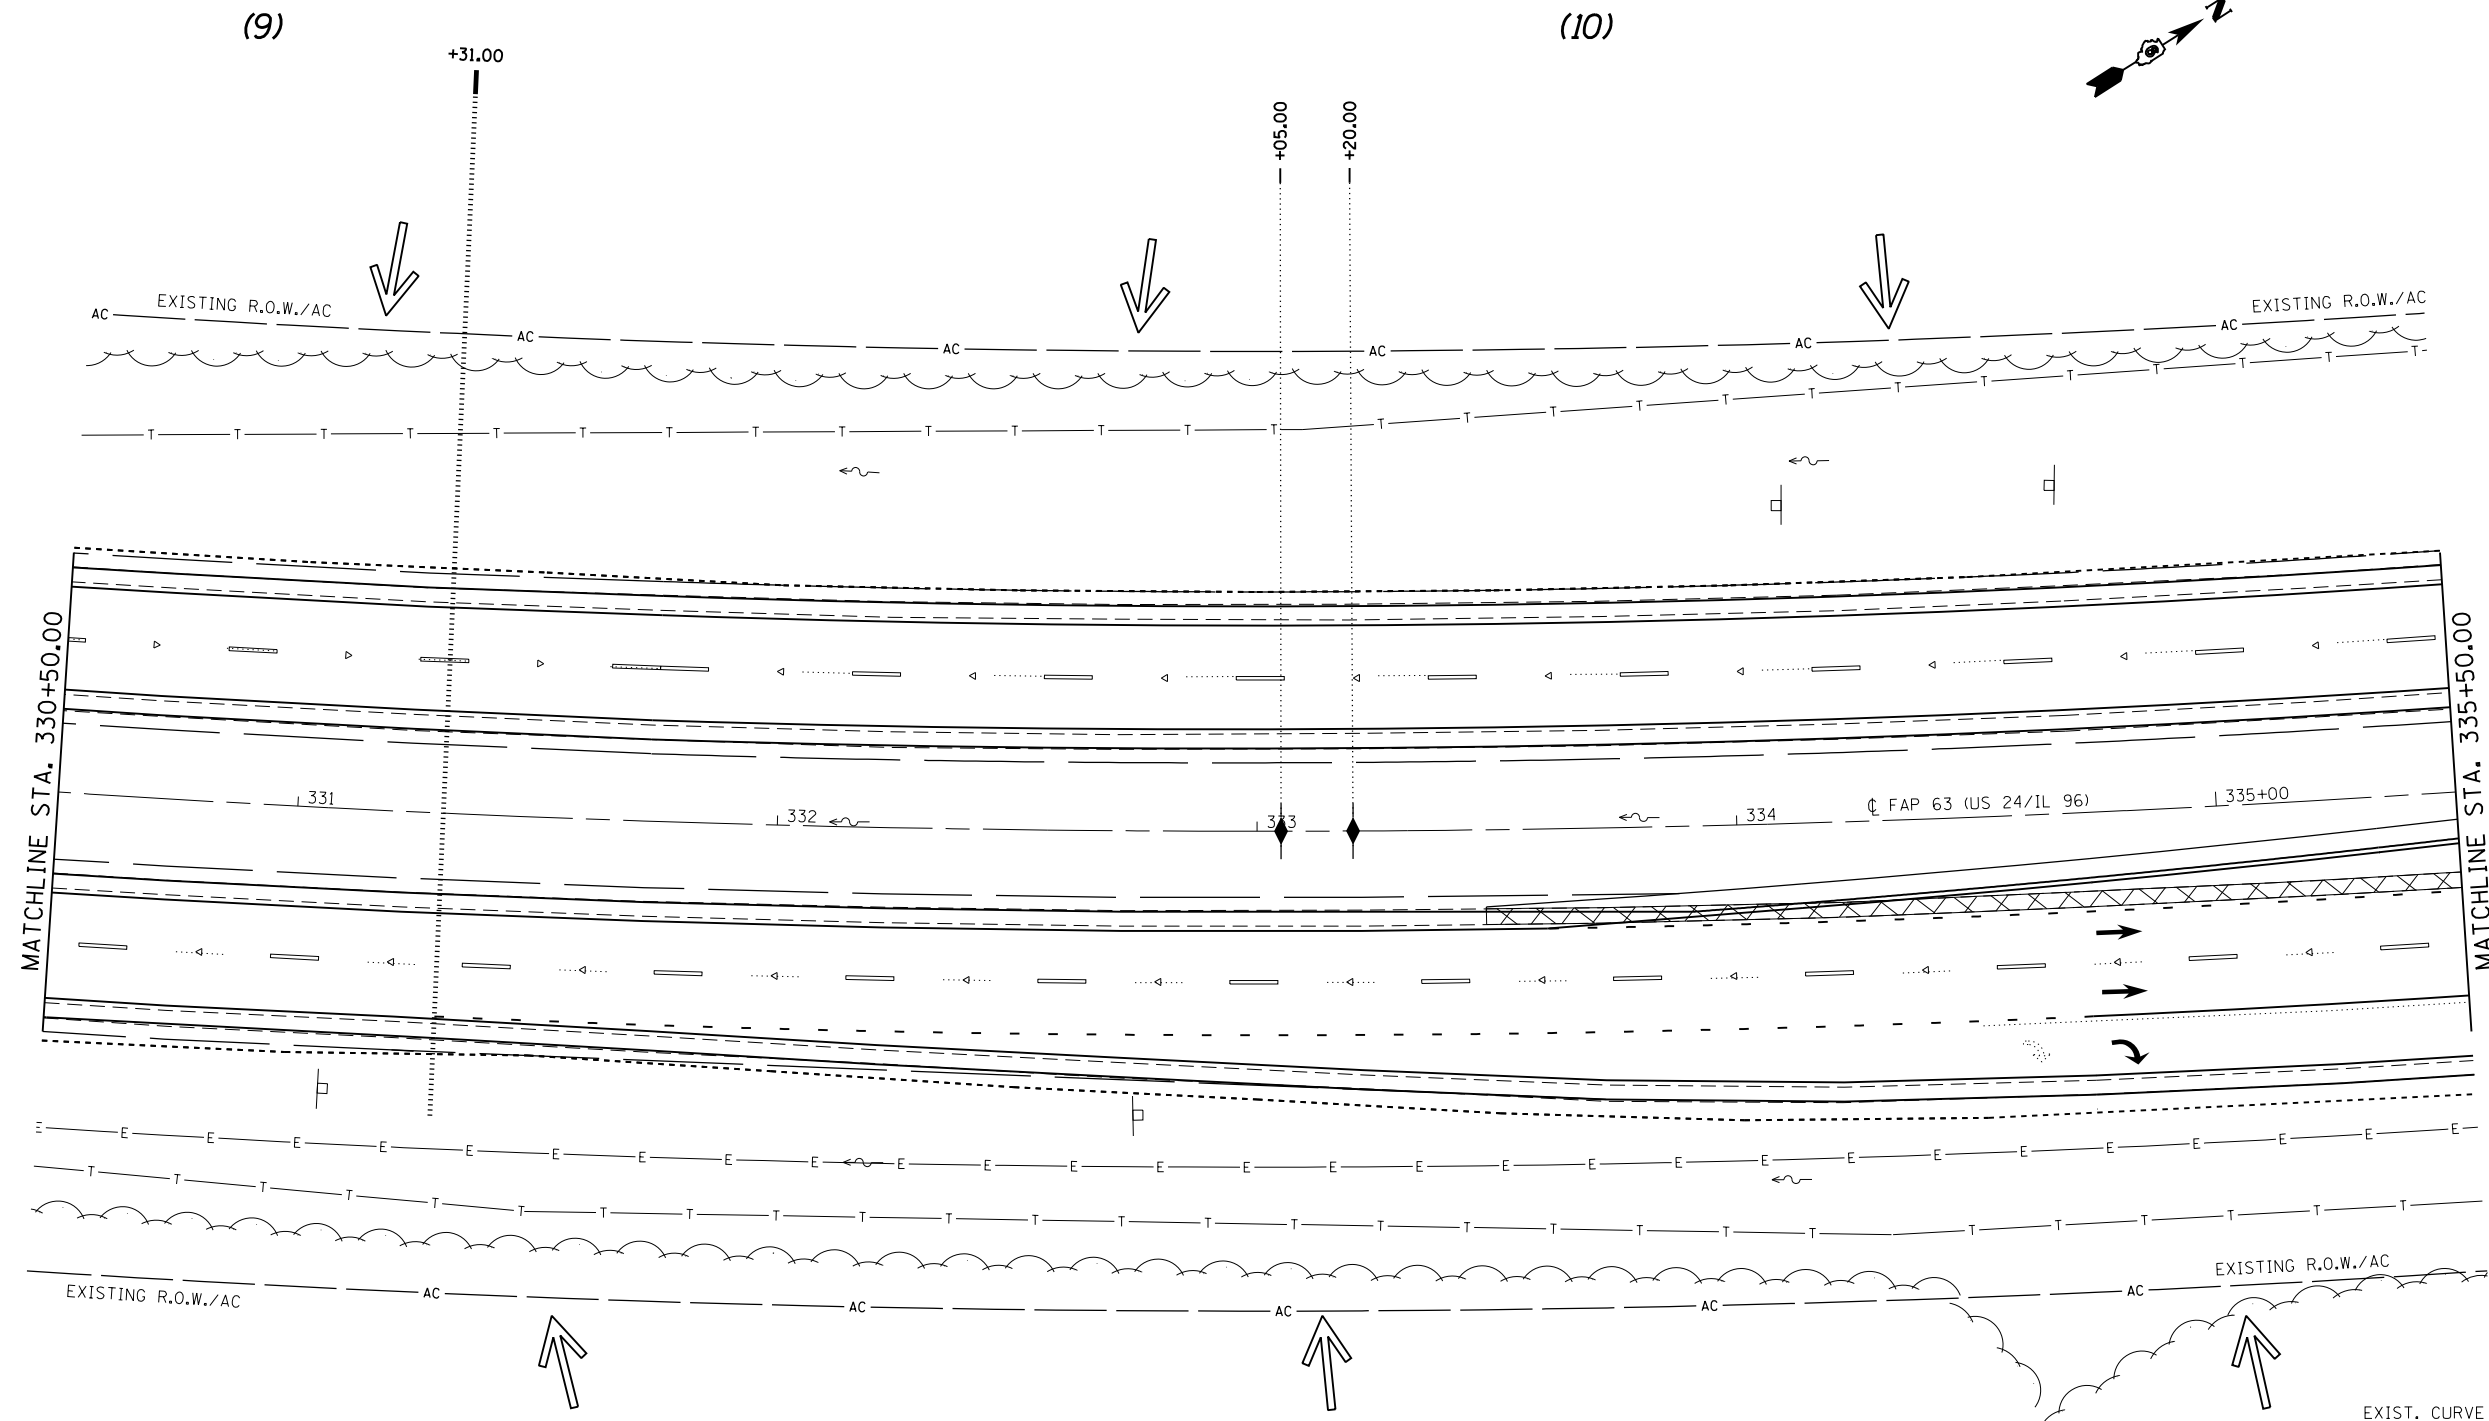 (9)
(10)
N
+31.00
+05.00
+20.00
EXISTING R.O.W./AC
EXISTING R.O.W./AC
AC
AC
AC
AC
AC
AC
T T T T T T T T T T T T T T T T T T T T T T T T T T T
MATCHLINE STA. 330+50.00
MATCHLINE STA. 335+50.00
331
332
333
334
℄ FAP 63 (US 24/IL 96)
335+00
E E E E E E E E E E E E E E E E E E E E E E E E E E E E E
T T T T T T T T T T T T T T T T T T T T T T T T T T T T
EXISTING R.O.W./AC
EXISTING R.O.W./AC
AC
AC
AC
AC
AC
EXIST. CURVE